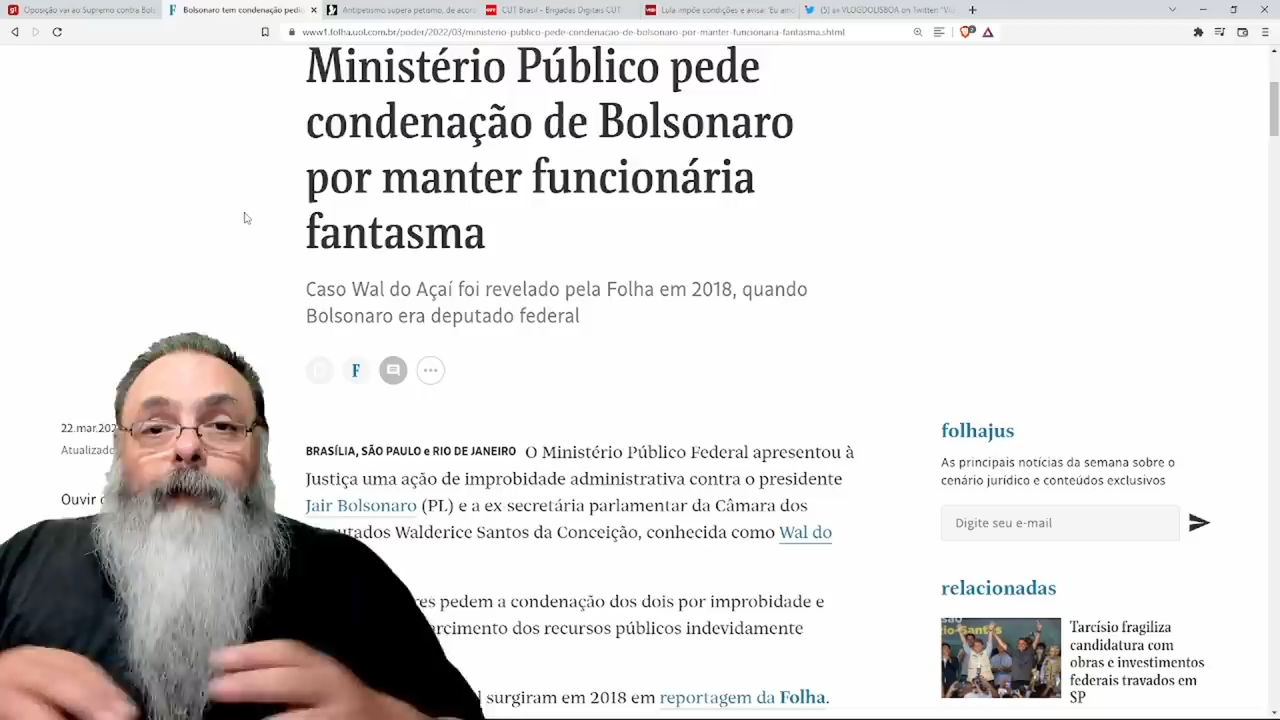 Oposição vai ao Supremo contra Bols
Bolsonaro tem condenação pedi
Antipetismo supera petismo, de acor
CUT Brasil - Brigadas Digitais CUT
Lula impõe condições e avisa: "Eu am
(5) ex VLOGDOLISBOA on Twitter: "Vi
www1.folha.uol.com.br/poder/2022/03/ministerio-publico-pede-condenacao-de-bolsonaro-por-manter-funcionaria-fantasma.shtml
Ministério Público pede
condenação de Bolsonaro
por manter funcionária
fantasma
Caso Wal do Açaí foi revelado pela Folha em 2018, quando
Bolsonaro era deputado federal
F
22.mar.202
Atualizado
Ouvir
BRASÍLIA, SÃO PAULO e RIO DE JANEIRO O Ministério Público Federal apresentou à
Justiça uma ação de improbidade administrativa contra o presidente
Jair Bolsonaro (PL) e a ex secretária parlamentar da Câmara dos
utados Walderice Santos da Conceição, conhecida como Wal do
res pedem a condenação dos dois por improbidade e
rcimento dos recursos públicos indevidamente
surgiram em 2018 em reportagem da Folha.
folhajus
As principais notícias da semana sobre o
cenário jurídico e conteúdos exclusivos
Digite seu e-mail
relacionadas
Tarcísio fragiliza
candidatura com
obras e investimentos
federais travados em
SP